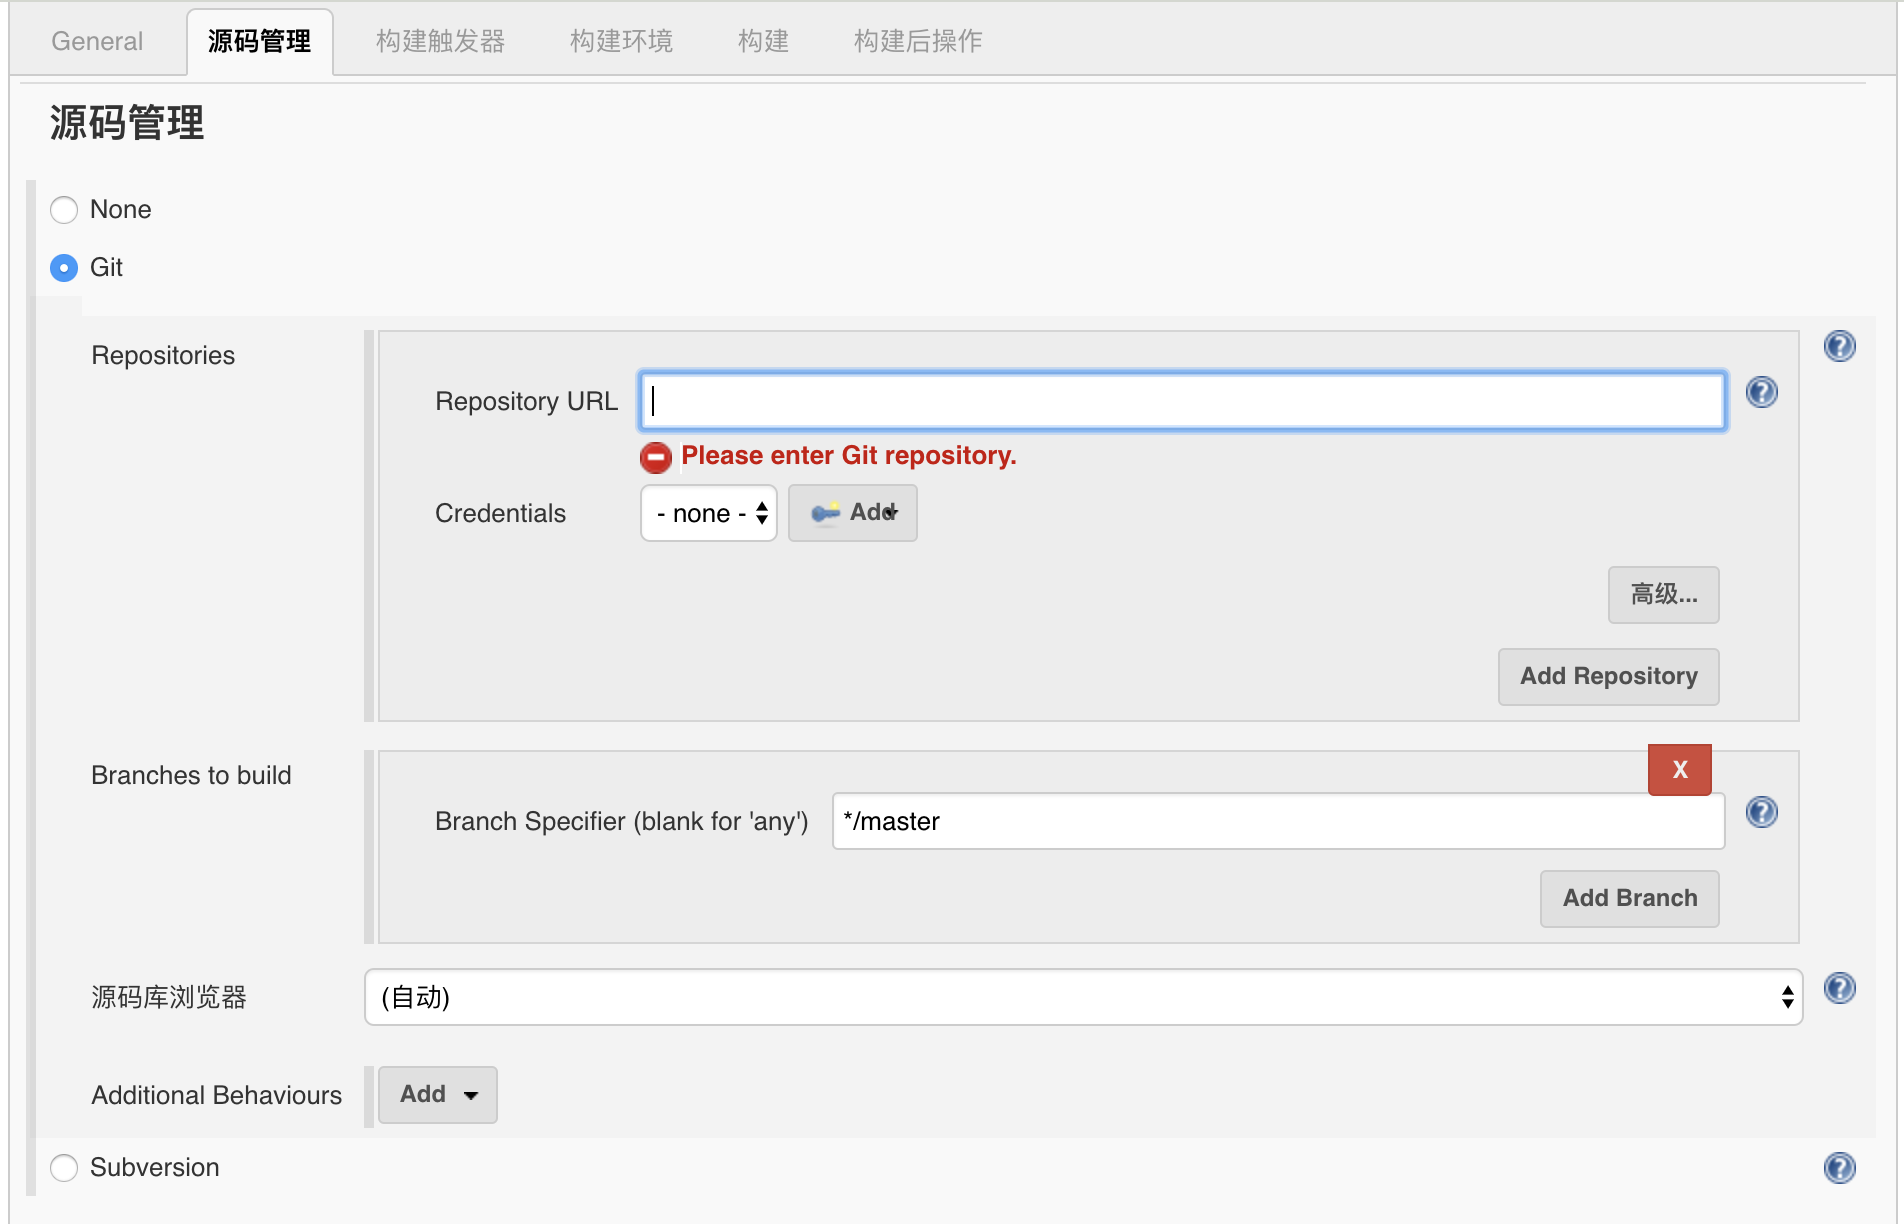 General 源码管理 构建触发器 构建环境 构建 构建后操作
源码管理
None
Git
Repositories
Repository URL
Please enter Git repository.
Credentials - none - Add
高级...
Add Repository
Branches to build
X
Branch Specifier (blank for 'any') */master
Add Branch
源码库浏览器 (自动)
Additional Behaviours Add
Subversion